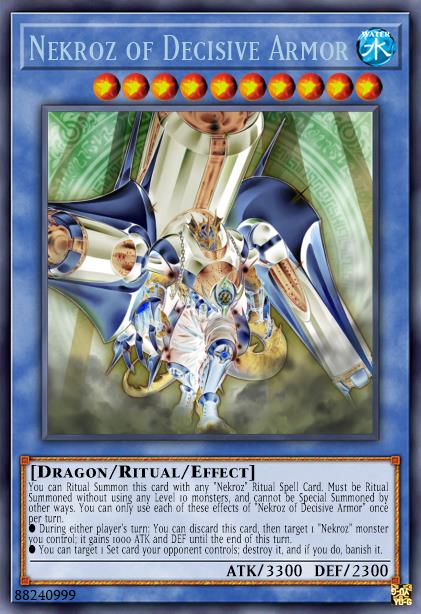 Nekroz of Decisive Armor
WATER
水
[Dragon/Ritual/Effect]
You can Ritual Summon this card with any "Nekroz" Ritual Spell Card. Must be Ritual
Summoned without using any Level 10 monsters, and cannot be Special Summoned by
other ways. You can only use each of these effects of "Nekroz of Decisive Armor" once
per turn.
● During either player's turn: You can discard this card, then target 1 "Nekroz" monster
you control; it gains 1000 ATK and DEF until the end of this turn.
● You can target 1 Set card your opponent controls; destroy it, and if you do, banish it.
ATK/3300 DEF/2300
88240999